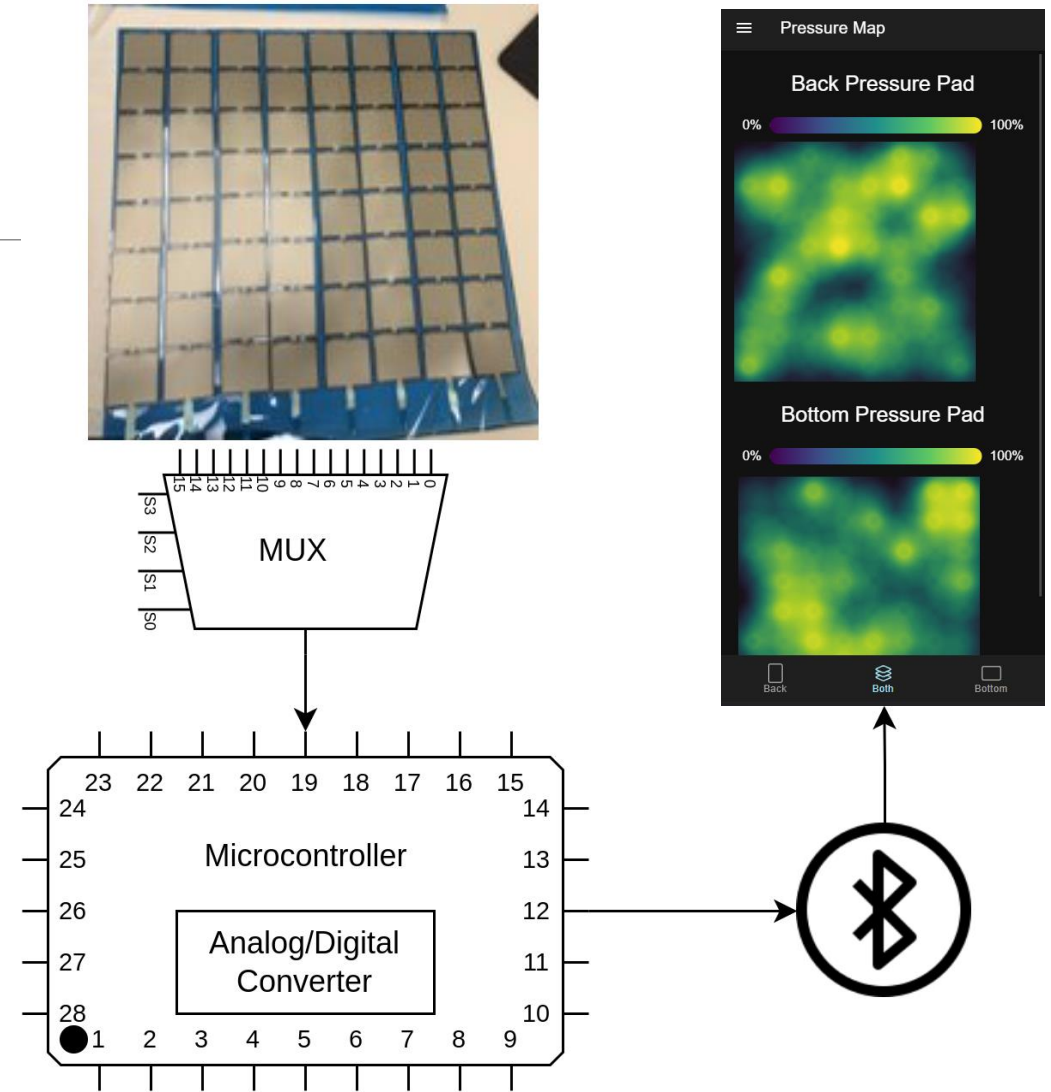 Pressure Map
Back Pressure Pad
0% 100%
Bottom Pressure Pad
0% 100%
Back Both Bottom
15 14 13 12 11 10 9 8 7 6 5 4 3 2 1 0
S3
S2
S1
S0
MUX
23 22 21 20 19 18 17 16 15
24 14
Microcontroller
25 13
26 12
Analog/Digital
Converter
27 11
28 10
1 2 3 4 5 6 7 8 9